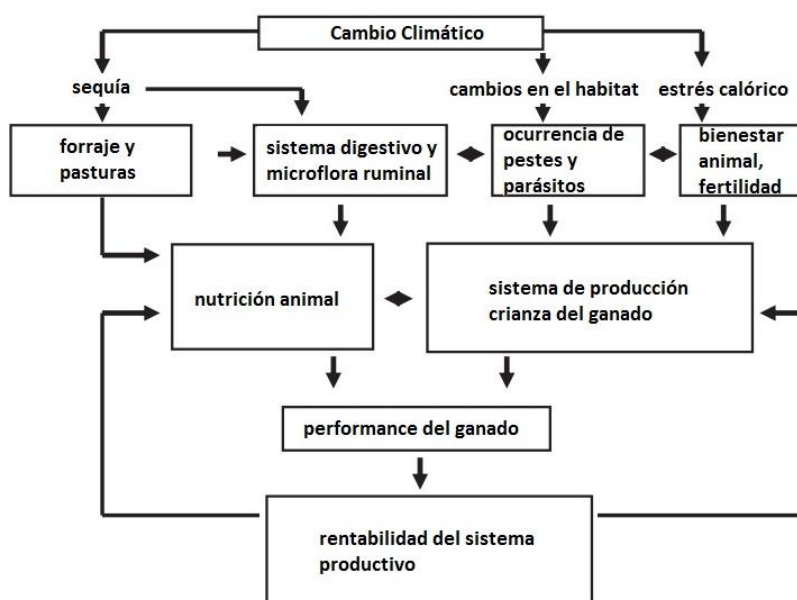 Cambio Climático
sequía
cambios en el habitat
estrés calórico
forraje y
pasturas
sistema digestivo y
microflora ruminal
ocurrencia de
pestes y
parásitos
bienestar
animal,
fertilidad
nutrición animal
sistema de producción
crianza del ganado
performance del ganado
rentabilidad del sistema
productivo